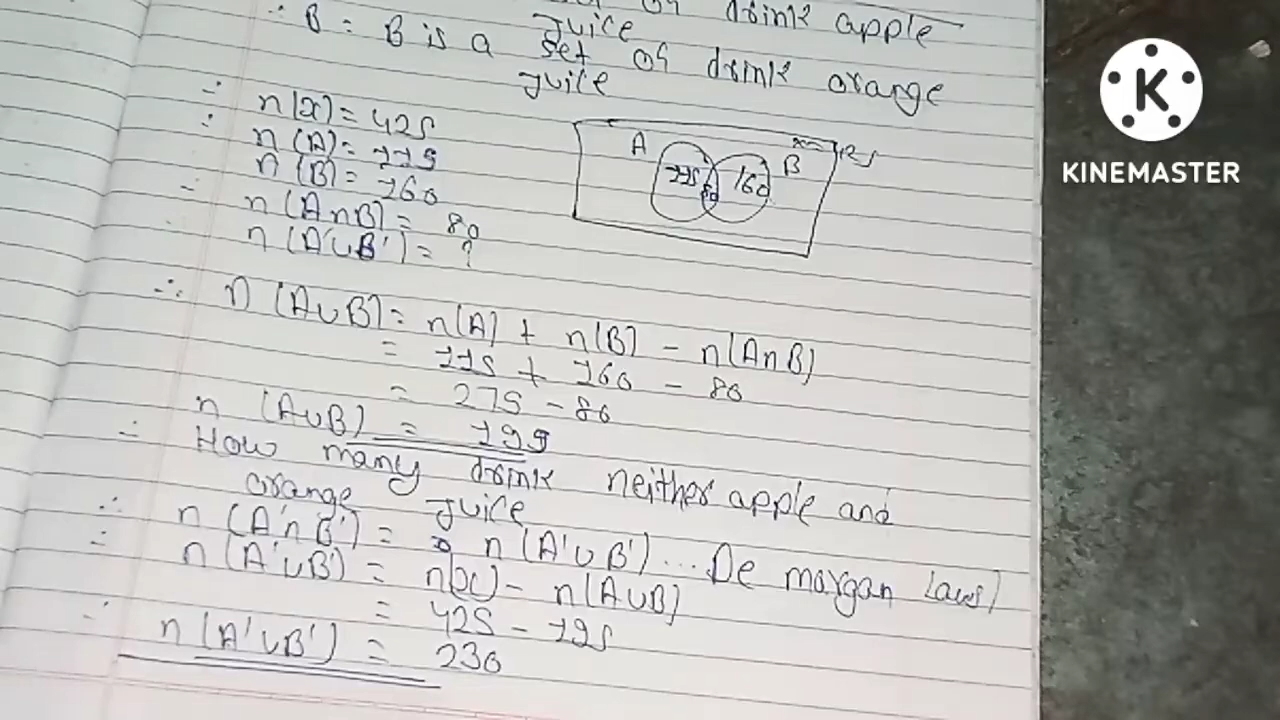 drink apple
Juice
∴ B = B is a set of drink orange
Juice
∴ n(x) = 425
∴ n(A) = 115
n(B) = 160
∴ n(A∩B) = 80
n(A'∪B') = ?
A B
115 80 160
∴ n(A∪B) = n(A) + n(B) - n(A∩B)
= 115 + 160 - 80
= 275 - 80
n(A∪B) = 195
∴ How many drink neither apple and
orange Juice
∴ n(A'∩B') = n(A'∪B')... De margan laws)
∴ n(A'∪B') = n(x) - n(A∪B)
= 425 - 195
∴ n(A'∪B') = 230
K
KINEMASTER